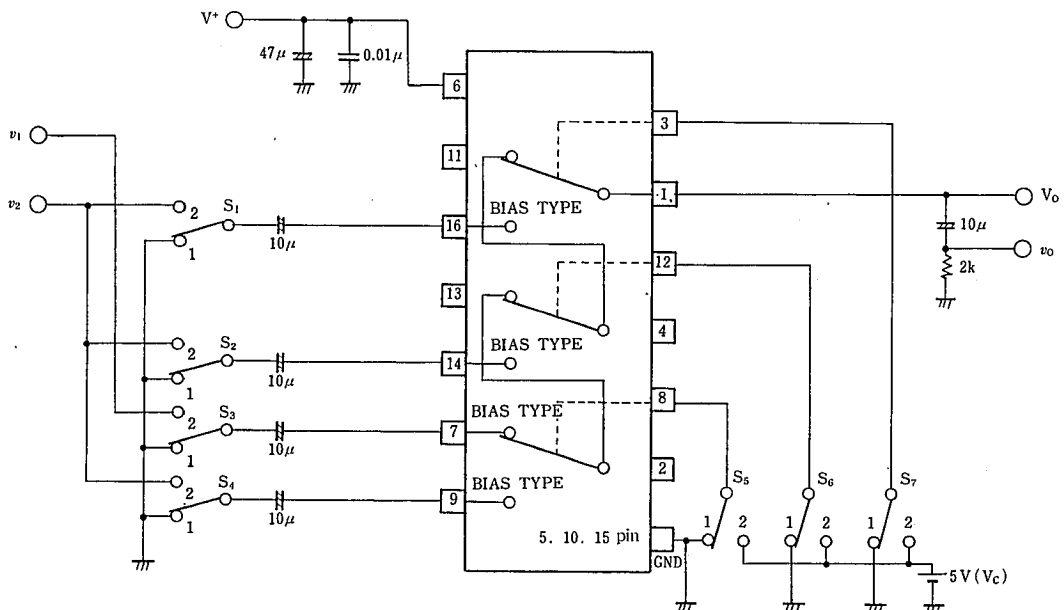 V⁺
47μ
0.01μ
6
3
v₁
11
·1.
V₀
v₂
2
S₁
1
10μ
16
BIAS TYPE
10μ
v₀
2k
12
13
4
2
S₂
1
10μ
14
BIAS TYPE
8
2
S₃
1
10μ
7
BIAS TYPE
2
2
S₄
1
10μ
9
BIAS TYPE
S₅
1
2
S₆
1
2
S₇
1
2
5. 10. 15 pin
GND
5V(V_C)